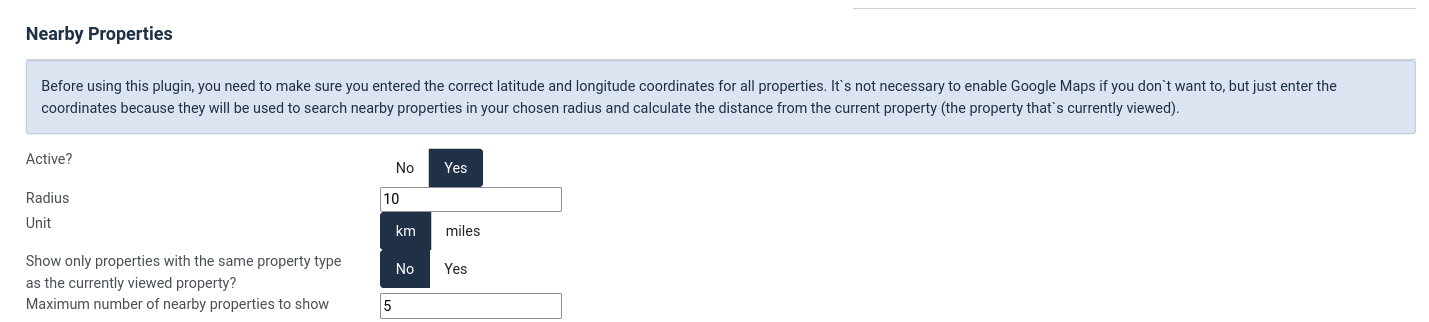 Nearby Properties
Before using this plugin, you need to make sure you entered the correct latitude and longitude coordinates for all properties. It`s not necessary to enable Google Maps if you don`t want to, but just enter the
coordinates because they will be used to search nearby properties in your chosen radius and calculate the distance from the current property (the property that`s currently viewed).
Active? No Yes
Radius 10
Unit km miles
Show only properties with the same property type
as the currently viewed property? No Yes
Maximum number of nearby properties to show 5